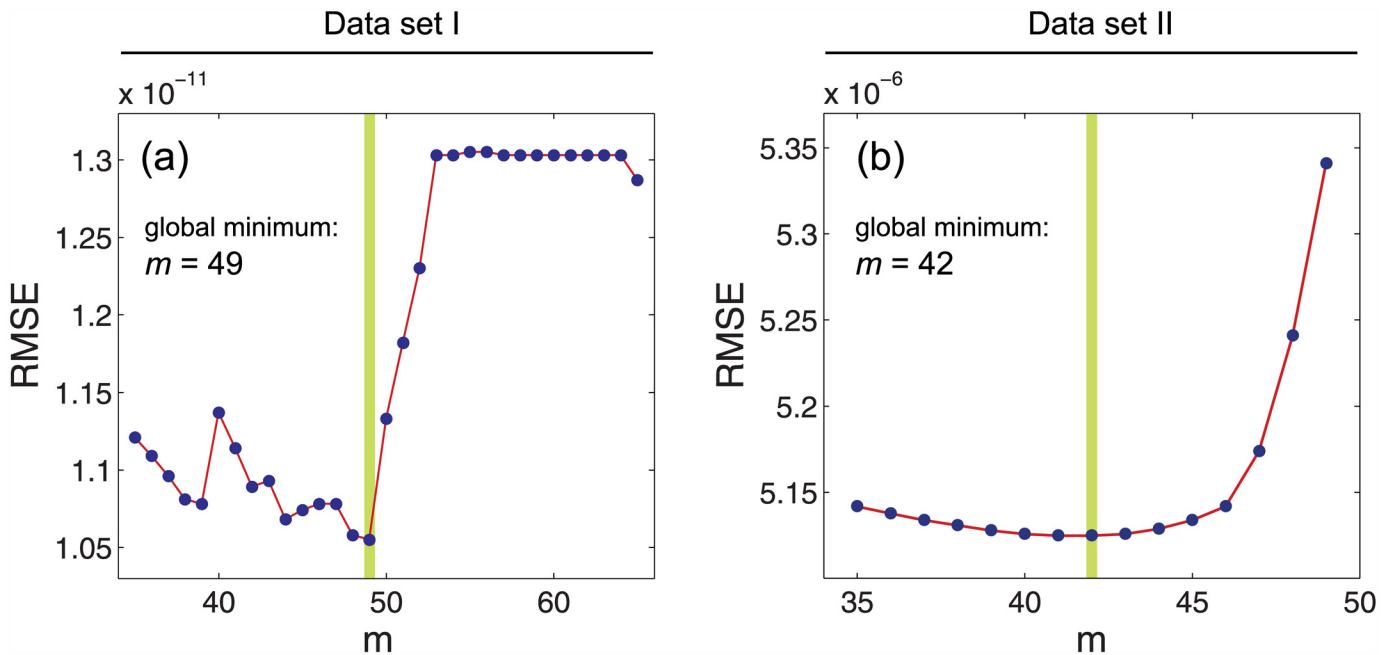 Data set I
x 10⁻¹¹
(a)
global minimum:
m = 49
1.3
1.25
1.2
1.15
1.1
1.05
RMSE
40 50 60
m
Data set II
x 10⁻⁶
(b)
global minimum:
m = 42
5.35
5.3
5.25
5.2
5.15
RMSE
35 40 45 50
m